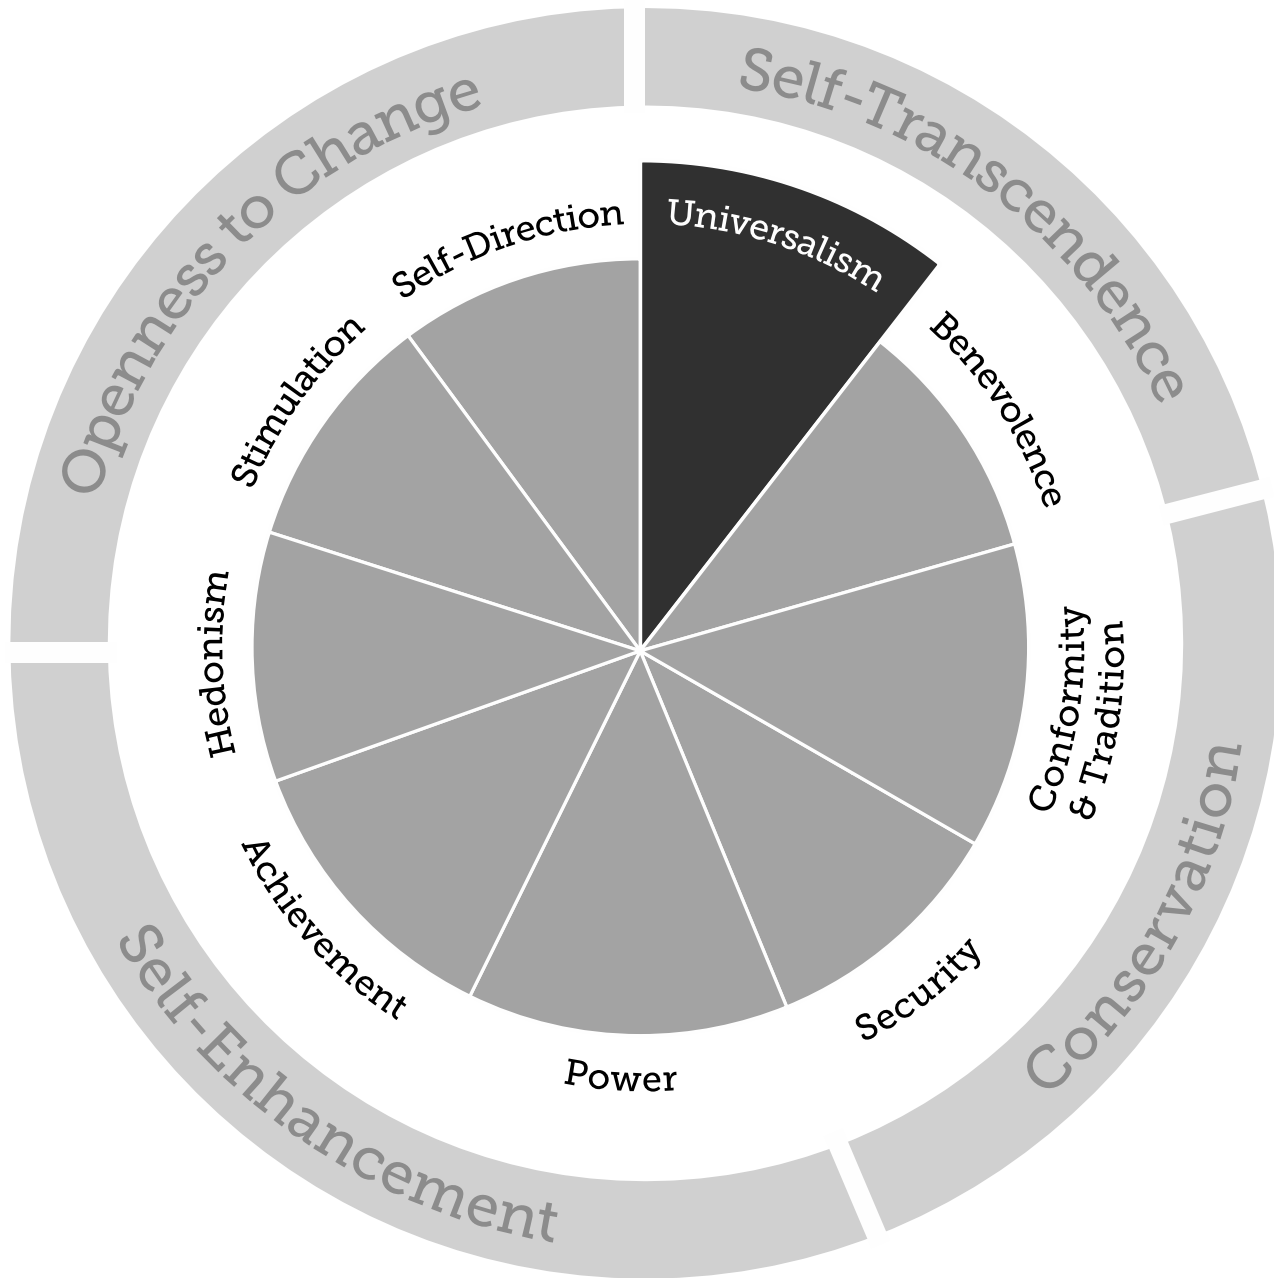 Openness to Change
Self-Transcendence
Conservation
Self-Enhancement
Universalism
Benevolence
Conformity
& Tradition
Security
Power
Achievement
Hedonism
Stimulation
Self-Direction